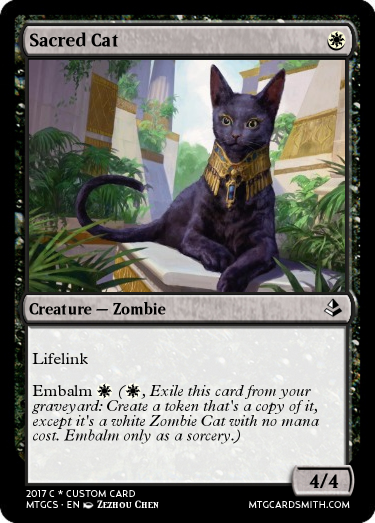 Sacred Cat
Creature — Zombie
Lifelink
Embalm (, Exile this card from your
graveyard: Create a token that's a copy of it,
except it's a white Zombie Cat with no mana
cost. Embalm only as a sorcery.)
4/4
2017 C * CUSTOM CARD
MTGCS · EN Zezhou Chen
MTGCARDSMITH.COM